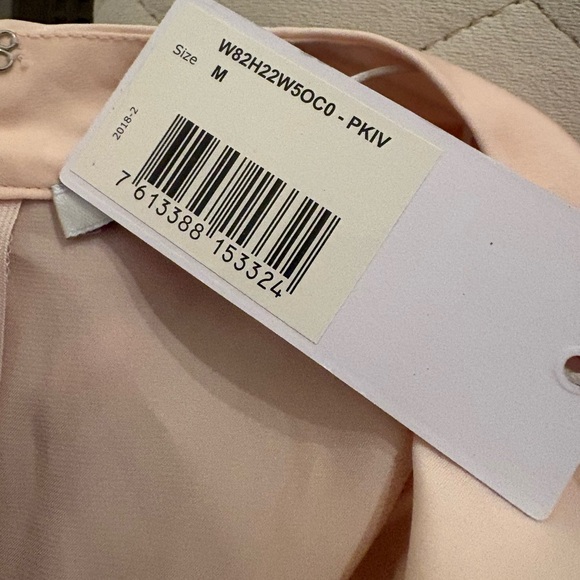 W82H22W5OC0 - PKIV
Size M
2018-2
7 613388 153324